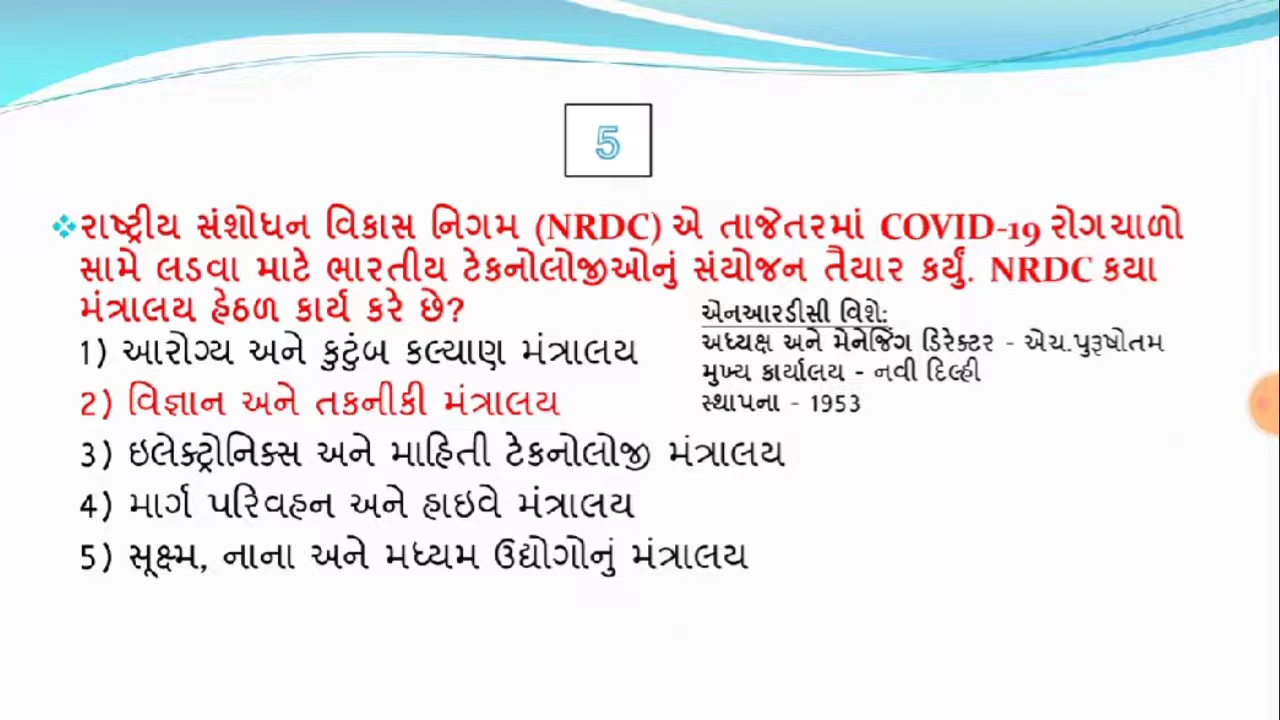 5
રાષ્ટ્રીય સંશોધન વિકાસ નિગમ (NRDC) એ તાજેતરમાં COVID-19 રોગચાળો
સામે લડવા માટે ભારતીય ટેકનોલોજીઓનું સંયોજન તૈયાર કર્યું. NRDC કયા
મંત્રાલય હેઠળ કાર્ય કરે છે?
1) આરોગ્ય અને કુટુંબ કલ્યાણ મંત્રાલય
2) વિજ્ઞાન અને તકનીકી મંત્રાલય
3) ઇલેક્ટ્રોનિક્સ અને માહિતી ટેકનોલોજી મંત્રાલય
4) માર્ગ પરિવહન અને હાઇવે મંત્રાલય
5) સૂક્ષ્મ, નાના અને મધ્યમ ઉદ્યોગોનું મંત્રાલય
એનઆરડીસી વિશે:
અધ્યક્ષ અને મેનેજિંગ ડિરેક્ટર - એચ.પુરૂષોતમ
મુખ્ય કાર્યાલય - નવી દિલ્હી
સ્થાપના - 1953